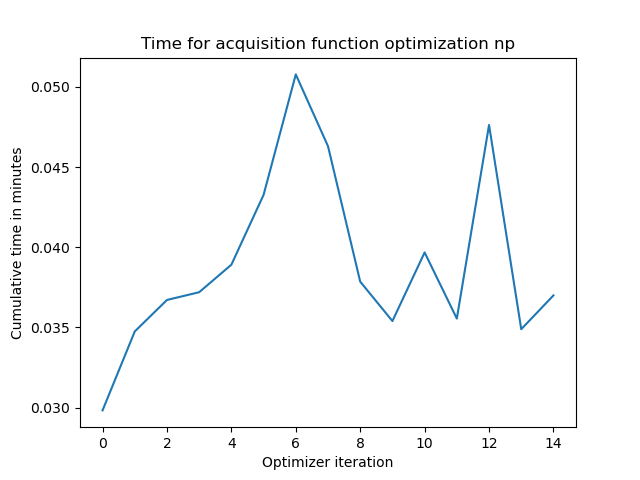 Time for acquisition function optimization np
0.050
0.045
0.040
0.035
0.030
Cumulative time in minutes
0 2 4 6 8 10 12 14
Optimizer iteration